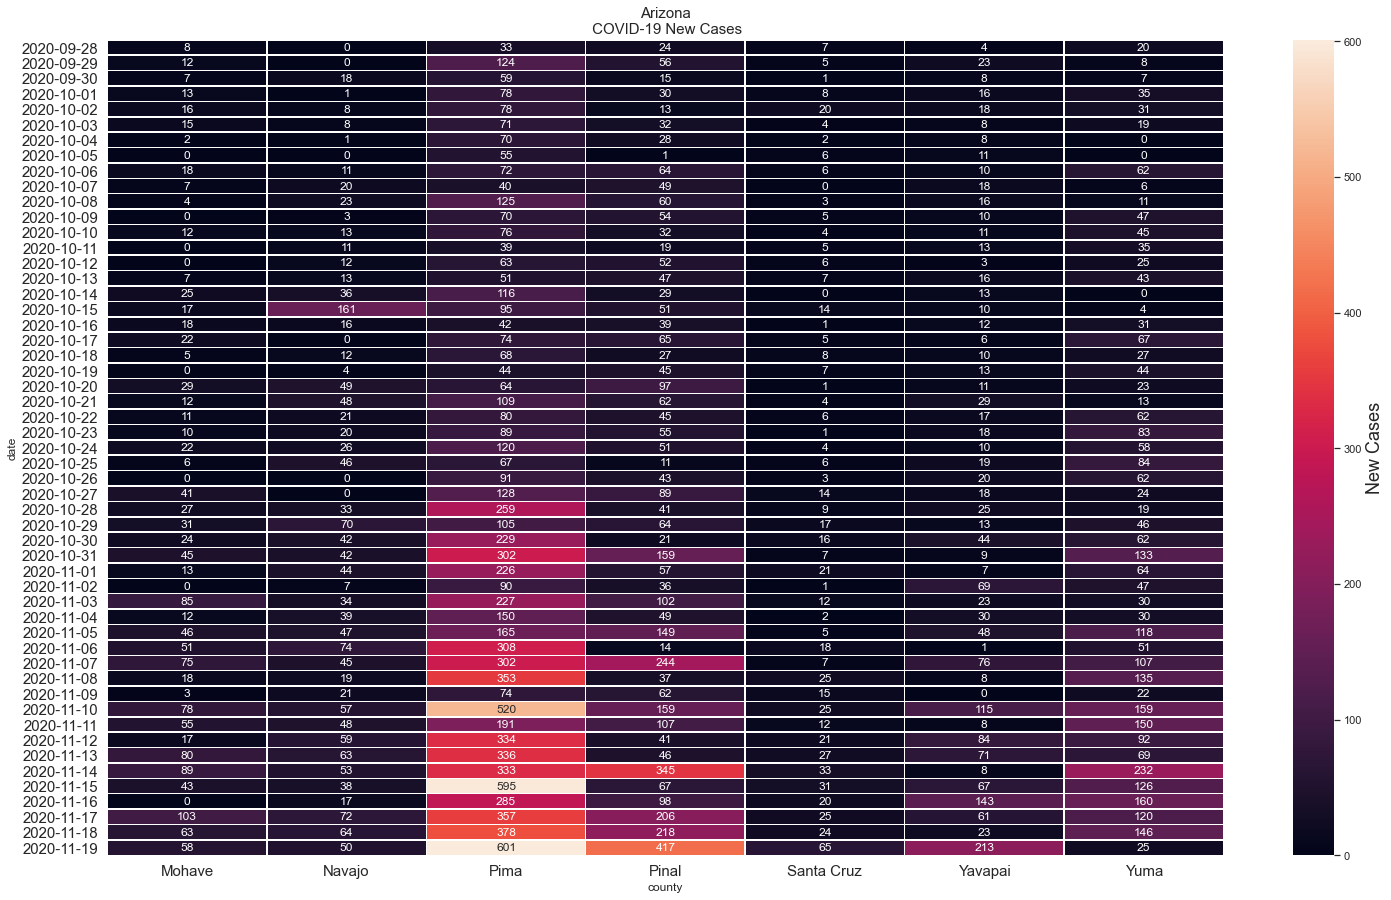 Arizona
COVID-19 New Cases
2020-09-28 8 0 33 24 7 4 20
2020-09-29 12 0 124 56 5 23 8
2020-09-30 7 18 59 15 1 8 7
2020-10-01 13 1 78 30 8 16 35
2020-10-02 16 8 78 13 20 18 31
2020-10-03 15 8 71 32 4 8 19
2020-10-04 2 1 70 28 2 8 0
2020-10-05 0 0 55 1 6 11 0
2020-10-06 18 11 72 64 6 10 62
2020-10-07 7 20 40 49 0 18 6
2020-10-08 4 23 125 60 3 16 11
2020-10-09 0 3 70 54 5 10 47
2020-10-10 12 13 76 32 4 11 45
2020-10-11 0 11 39 19 5 13 35
2020-10-12 0 12 63 52 6 3 25
2020-10-13 7 13 51 47 7 16 43
2020-10-14 25 36 116 29 0 13 0
2020-10-15 17 161 95 51 14 10 4
2020-10-16 18 16 42 39 1 12 31
2020-10-17 22 0 74 65 5 6 67
2020-10-18 5 12 68 27 8 10 27
2020-10-19 0 4 44 45 7 13 44
2020-10-20 29 49 64 97 1 11 23
2020-10-21 12 48 109 62 4 29 13
2020-10-22 11 21 80 45 6 17 62
2020-10-23 10 20 89 55 1 18 83
2020-10-24 22 26 120 51 4 10 58
2020-10-25 6 46 67 11 6 19 84
2020-10-26 0 0 91 43 3 20 62
2020-10-27 41 0 128 89 14 18 24
2020-10-28 27 33 259 41 9 25 19
2020-10-29 31 70 105 64 17 13 46
2020-10-30 24 42 229 21 16 44 62
2020-10-31 45 42 302 159 7 9 133
2020-11-01 13 44 226 57 21 7 64
2020-11-02 0 7 90 36 1 69 47
2020-11-03 85 34 227 102 12 23 30
2020-11-04 12 39 150 49 2 30 30
2020-11-05 46 47 165 149 5 48 118
2020-11-06 51 74 308 14 18 1 51
2020-11-07 75 45 302 244 7 76 107
2020-11-08 18 19 353 37 25 8 135
2020-11-09 3 21 74 62 15 0 22
2020-11-10 78 57 520 159 25 115 159
2020-11-11 55 48 191 107 12 8 150
2020-11-12 17 59 334 41 21 84 92
2020-11-13 80 63 336 46 27 71 69
2020-11-14 89 53 333 345 33 8 232
2020-11-15 43 38 595 67 31 67 126
2020-11-16 0 17 285 98 20 143 160
2020-11-17 103 72 357 206 25 61 120
2020-11-18 63 64 378 218 24 23 146
2020-11-19 58 50 601 417 65 213 25
Mohave Navajo Pima Pinal Santa Cruz Yavapai Yuma
county
date
600
500
400
300
200
100
0
New Cases